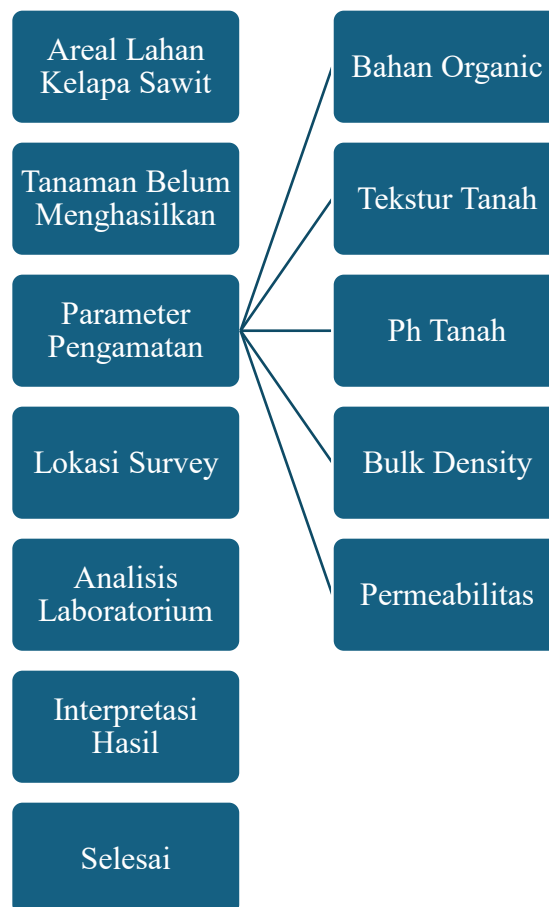 Areal Lahan
Kelapa Sawit
Tanaman Belum
Menghasilkan
Parameter
Pengamatan
Lokasi Survey
Analisis
Laboratorium
Interpretasi
Hasil
Selesai
Bahan Organic
Tekstur Tanah
Ph Tanah
Bulk Density
Permeabilitas